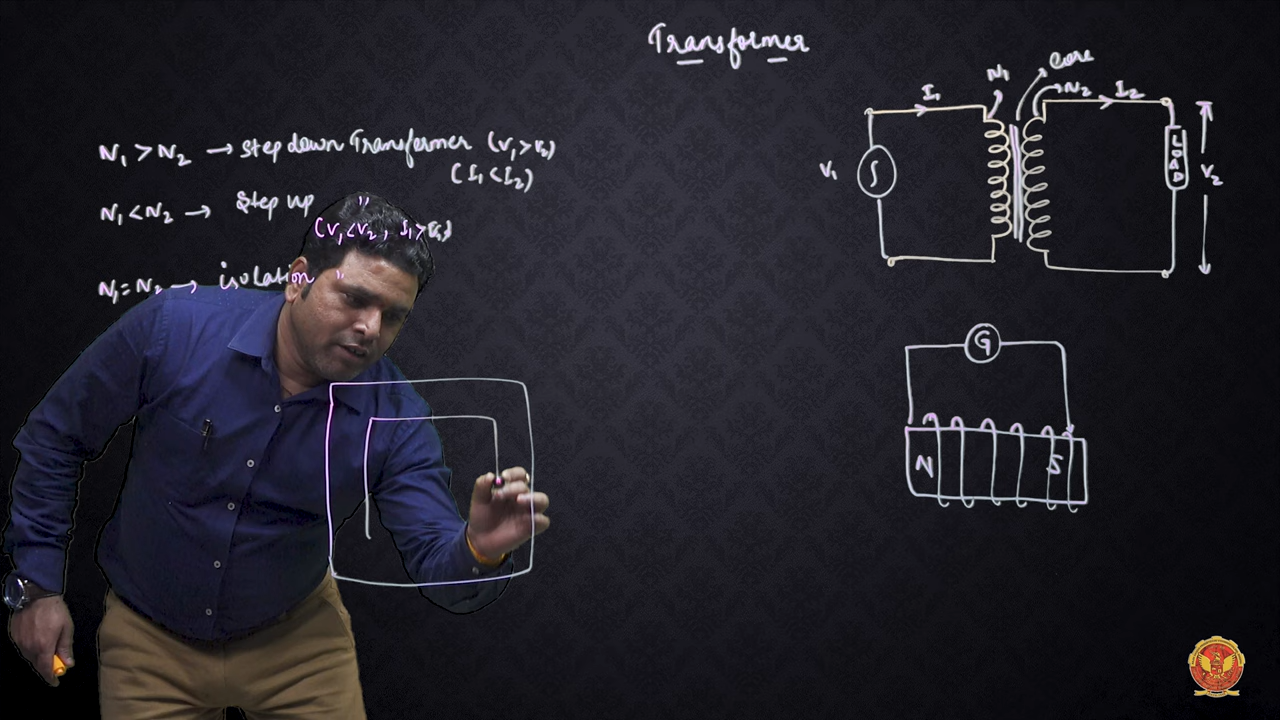 Transformer
N₁ > N₂ → step down Transformer (V₁ > V₂)
(I₁ < I₂)
N₁ < N₂ → Step up "
(V₁ < V₂, I₁ > I₂)
N₁ = N₂ → isolation "
I₁ N₁ Core N₂ I₂
V₁ LOAD V₂
G
N S